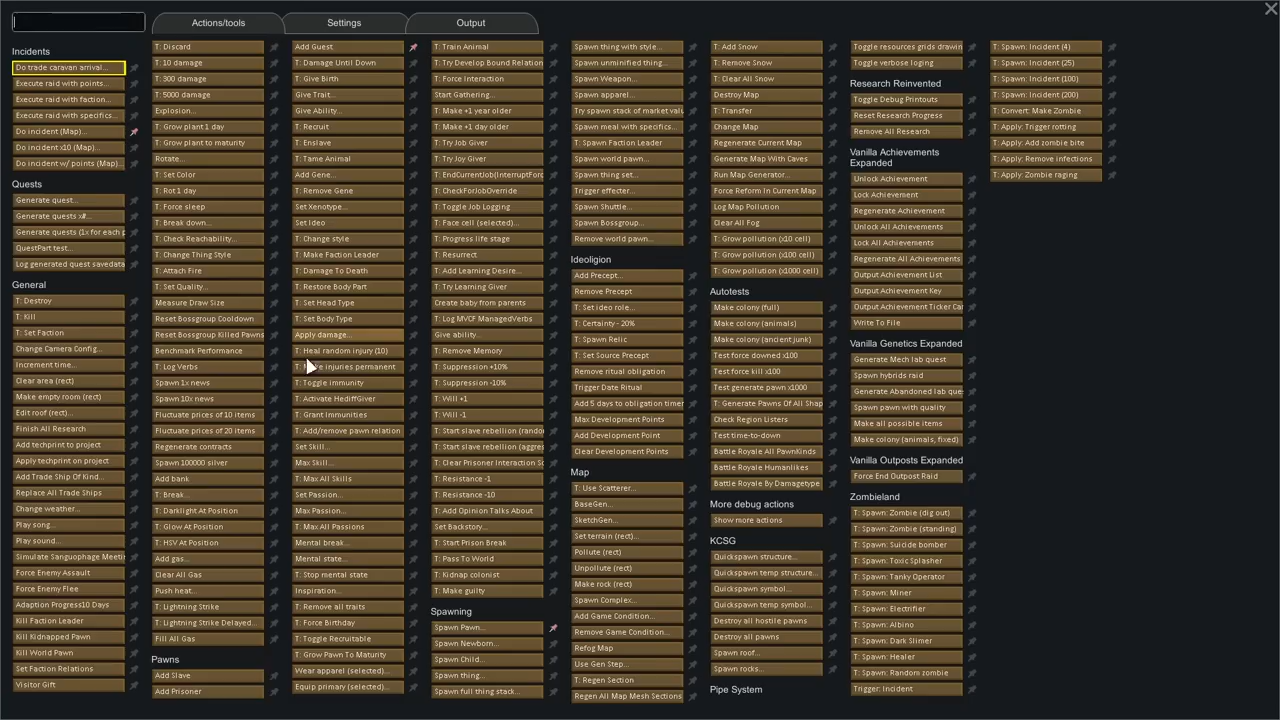 Actions/tools
Settings
Output
Incidents
Do trade caravan arrival...
Execute raid with points...
Execute raid with faction...
Execute raid with specifics...
Do incident (Map)...
Do incident x10 (Map)...
Do incident w/ points (Map)...
Quests
Generate quest...
Generate quests x#...
Generate quests (1x for each p
QuestPart test...
Log generated quest savedata
General
T: Destroy
T: Kill
T: Set Faction
Change Camera Config...
Increment time...
Clear area (rect)
Make empty room (rect)
Edit roof (rect)...
Finish All Research
Add techprint to project
Apply techprint on project
Add Trade Ship Of Kind...
Replace All Trade Ships
Change weather...
Play song...
Play sound...
Simulate Sanguophage Meetin
Force Enemy Assault
Force Enemy Flee
Adaption Progress10 Days
Kill Faction Leader
Kill Kidnapped Pawn
Kill World Pawn
Set Faction Relations
Visitor Gift
T: Discard
T: 10 damage
T: 300 damage
T: 5000 damage
Explosion...
T: Grow plant 1 day
T: Grow plant to maturity
Rotate...
T: Set Color
T: Rot 1 day
T: Force sleep
T: Break down...
T: Check Reachability...
T: Change Thing Style
T: Attach Fire
T: Set Quality...
Measure Draw Size
Reset Bossgroup Cooldown
Reset Bossgroup Killed Pawns
Benchmark Performance
T: Log Verbs
Spawn 1x news
Spawn 10x news
Fluctuate prices of 10 items
Fluctuate prices of 20 items
Regenerate contracts
Spawn 100000 silver
Add bank
T: Break...
T: Darklight At Position
T: Glow At Position
T: HSV At Position
Add gas...
Clear All Gas
Push heat...
T: Lightning Strike
T: Lightning Strike Delayed...
Fill All Gas
Pawns
Add Slave
Add Prisoner
Add Guest
T: Damage Until Down
T: Give Birth
Give Trait...
Give Ability...
T: Recruit
T: Enslave
T: Tame Animal
Add Gene...
T: Remove Gene
Set Xenotype...
Set Ideo
T: Change style
T: Make Faction Leader
T: Damage To Death
T: Restore Body Part
T: Set Head Type
T: Set Body Type
Apply damage...
T: Heal random injury (10)
T: injuries permanent
T: Toggle immunity
T: Activate HediffGiver
T: Grant Immunities
T: Add/remove pawn relation
Set Skill...
Max Skill...
T: Max All Skills
Set Passion...
Max Passion...
T: Max All Passions
Mental break...
Mental state...
T: Stop mental state
Inspiration...
T: Remove all traits
T: Force Birthday
T: Toggle Recruitable
T: Grow Pawn To Maturity
Wear apparel (selected)...
Equip primary (selected)...
T: Train Animal
T: Try Develop Bound Relation
T: Force Interaction
Start Gathering...
T: Make +1 year older
T: Make +1 day older
T: Try Job Giver
T: Try Joy Giver
T: EndCurrentJob(InterruptForc
T: CheckForJobOverride
T: Toggle Job Logging
T: Face cell (selected)...
T: Progress life stage
T: Resurrect
T: Add Learning Desire...
T: Try Learning Giver
Create baby from parents
T: Log MVCF ManagedVerbs
Give ability...
T: Remove Memory
T: Suppression +10%
T: Suppression -10%
T: Will +1
T: Will -1
T: Start slave rebellion (randor
T: Start slave rebellion (aggres
T: Clear Prisoner Interaction Sc
T: Resistance -1
T: Resistance -10
T: Add Opinion Talks About
Set Backstory...
T: Start Prison Break
T: Pass To World
T: Kidnap colonist
T: Make guilty
Spawning
Spawn Pawn...
Spawn Newborn...
Spawn Child...
Spawn thing...
Spawn full thing stack...
Spawn thing with style...
Spawn unminified thing...
Spawn Weapon...
Spawn apparel...
Try spawn stack of market valu
Spawn meal with specifics...
T: Spawn Faction Leader
Spawn world pawn...
Spawn thing set...
Trigger effecter...
Spawn Shuttle...
Spawn Bossgroup...
Remove world pawn...
Ideoligion
Add Precept...
Remove Precept
T: Set ideo role...
T: Certainty - 20%
T: Spawn Relic
T: Set Source Precept
Remove ritual obligation
Trigger Date Ritual
Add 5 days to obligation timer
Max Development Points
Add Development Point
Clear Development Points
Map
T: Use Scatterer...
BaseGen...
SketchGen...
Set terrain (rect)...
Pollute (rect)
Unpollute (rect)
Make rock (rect)
Spawn Complex...
Add Game Condition...
Remove Game Condition...
Refog Map
Use Gen Step...
T: Regen Section
Regen All Map Mesh Sections
T: Add Snow
T: Remove Snow
Clear All Snow
Destroy Map
T: Transfer
Change Map
Regenerate Current Map
Generate Map With Caves
Run Map Generator...
Force Reform In Current Map
Log Map Pollution
Clear All Fog
T: Grow pollution (x10 cell)
T: Grow pollution (x100 cell)
T: Grow pollution (x1000 cell)
Autotests
Make colony (full)
Make colony (animals)
Make colony (ancient junk)
Test force downed x100
Test force kill x100
Test generate pawn x1000
T: Generate Pawns Of All Shap
Check Region Listers
Test time-to-down
Battle Royale All PawnKinds
Battle Royale Humanlikes
Battle Royale By Damagetype
More debug actions
Show more actions
KCSG
Quickspawn structure...
Quickspawn temp structure...
Quickspawn symbol...
Quickspawn temp symbol...
Destroy all hostile pawns
Destroy all pawns
Spawn roof...
Spawn rocks...
Pipe System
Toggle resources grids drawin
Toggle verbose loging
Research Reinvented
Toggle Debug Printouts
Reset Research Progress
Remove All Research
Vanilla Achievements
Expanded
Unlock Achievement
Lock Achievement
Regenerate Achievement
Unlock All Achievements
Lock All Achievements
Regenerate All Achievements
Output Achievement List
Output Achievement Key
Output Achievement Ticker Car
Write To File
Vanilla Genetics Expanded
Generate Mech lab quest
Spawn hybrids raid
Generate Abandoned lab ques
Spawn pawn with quality
Make all possible items
Make colony (animals, fixed)
Vanilla Outposts Expanded
Force End Outpost Raid
Zombieland
T: Spawn: Zombie (dig out)
T: Spawn: Zombie (standing)
T: Spawn: Suicide bomber
T: Spawn: Toxic Splasher
T: Spawn: Tanky Operator
T: Spawn: Miner
T: Spawn: Electrifier
T: Spawn: Albino
T: Spawn: Dark Slimer
T: Spawn: Healer
T: Spawn: Random zombie
Trigger: Incident
T: Spawn: Incident (4)
T: Spawn: Incident (25)
T: Spawn: Incident (100)
T: Spawn: Incident (200)
T: Convert: Make Zombie
T: Apply: Trigger rotting
T: Apply: Add zombie bite
T: Apply: Remove infections
T: Apply: Zombie raging